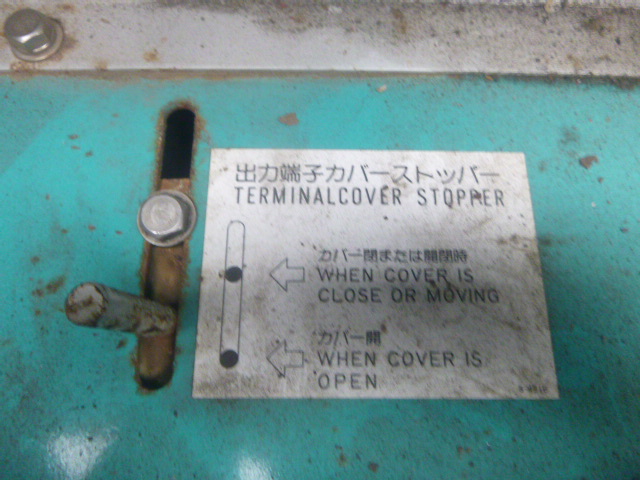 出力端子カバーストッパー
TERMINALCOVER STOPPER
カバー閉または開閉時
WHEN COVER IS
CLOSE OR MOVING
カバー開
WHEN COVER IS
OPEN